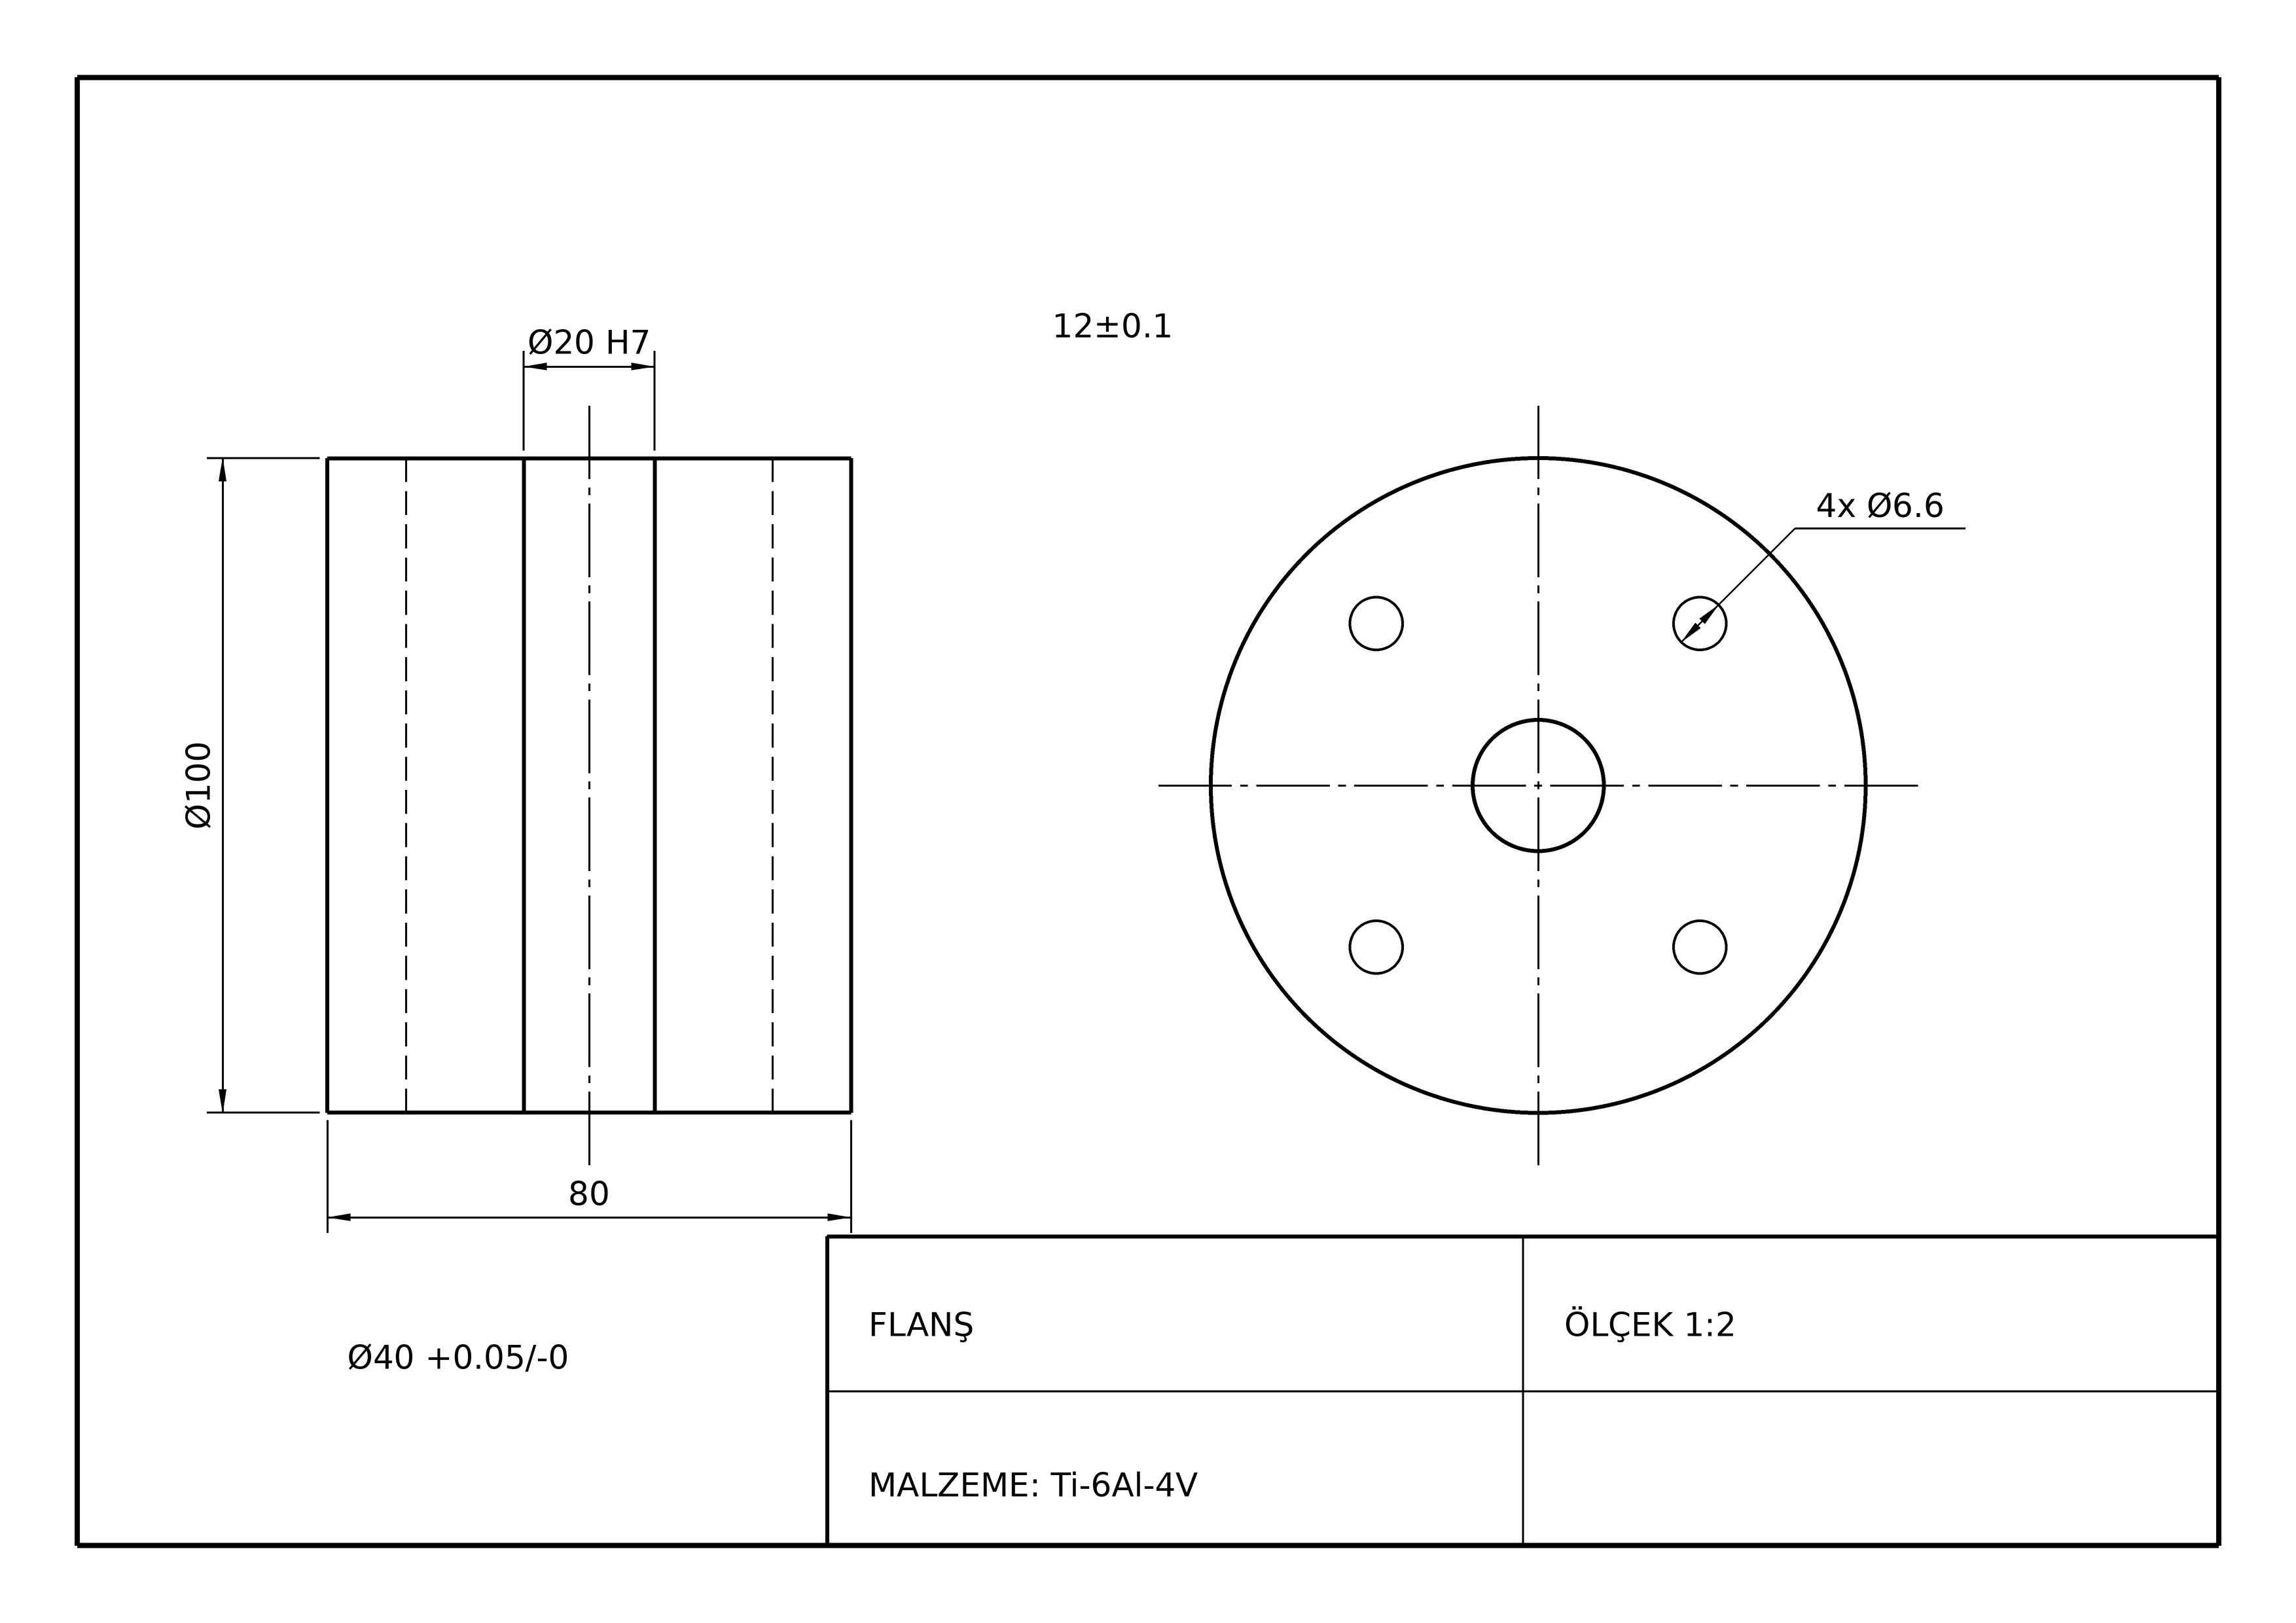 12±0.1
Ø20 H7
4x Ø6.6
Ø100
80
FLANŞ
ÖLÇEK 1:2
Ø40 +0.05/-0
MALZEME: Ti-6Al-4V